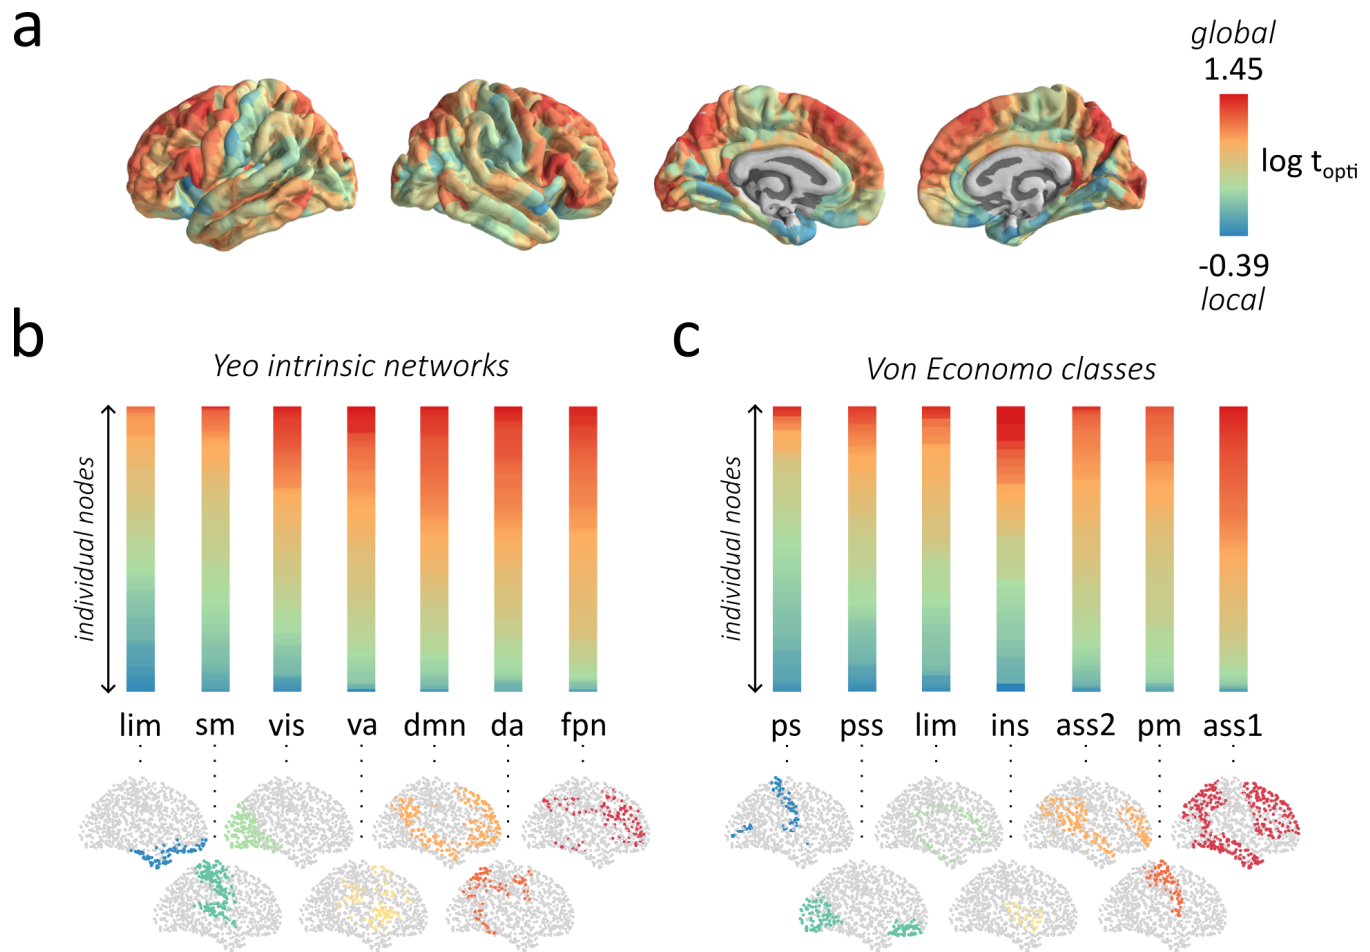 a
global
1.45
log t_opti
-0.39
local
b
Yeo intrinsic networks
individual nodes
lim sm vis va dmn da fpn
c
Von Economo classes
individual nodes
ps pss lim ins ass2 pm ass1